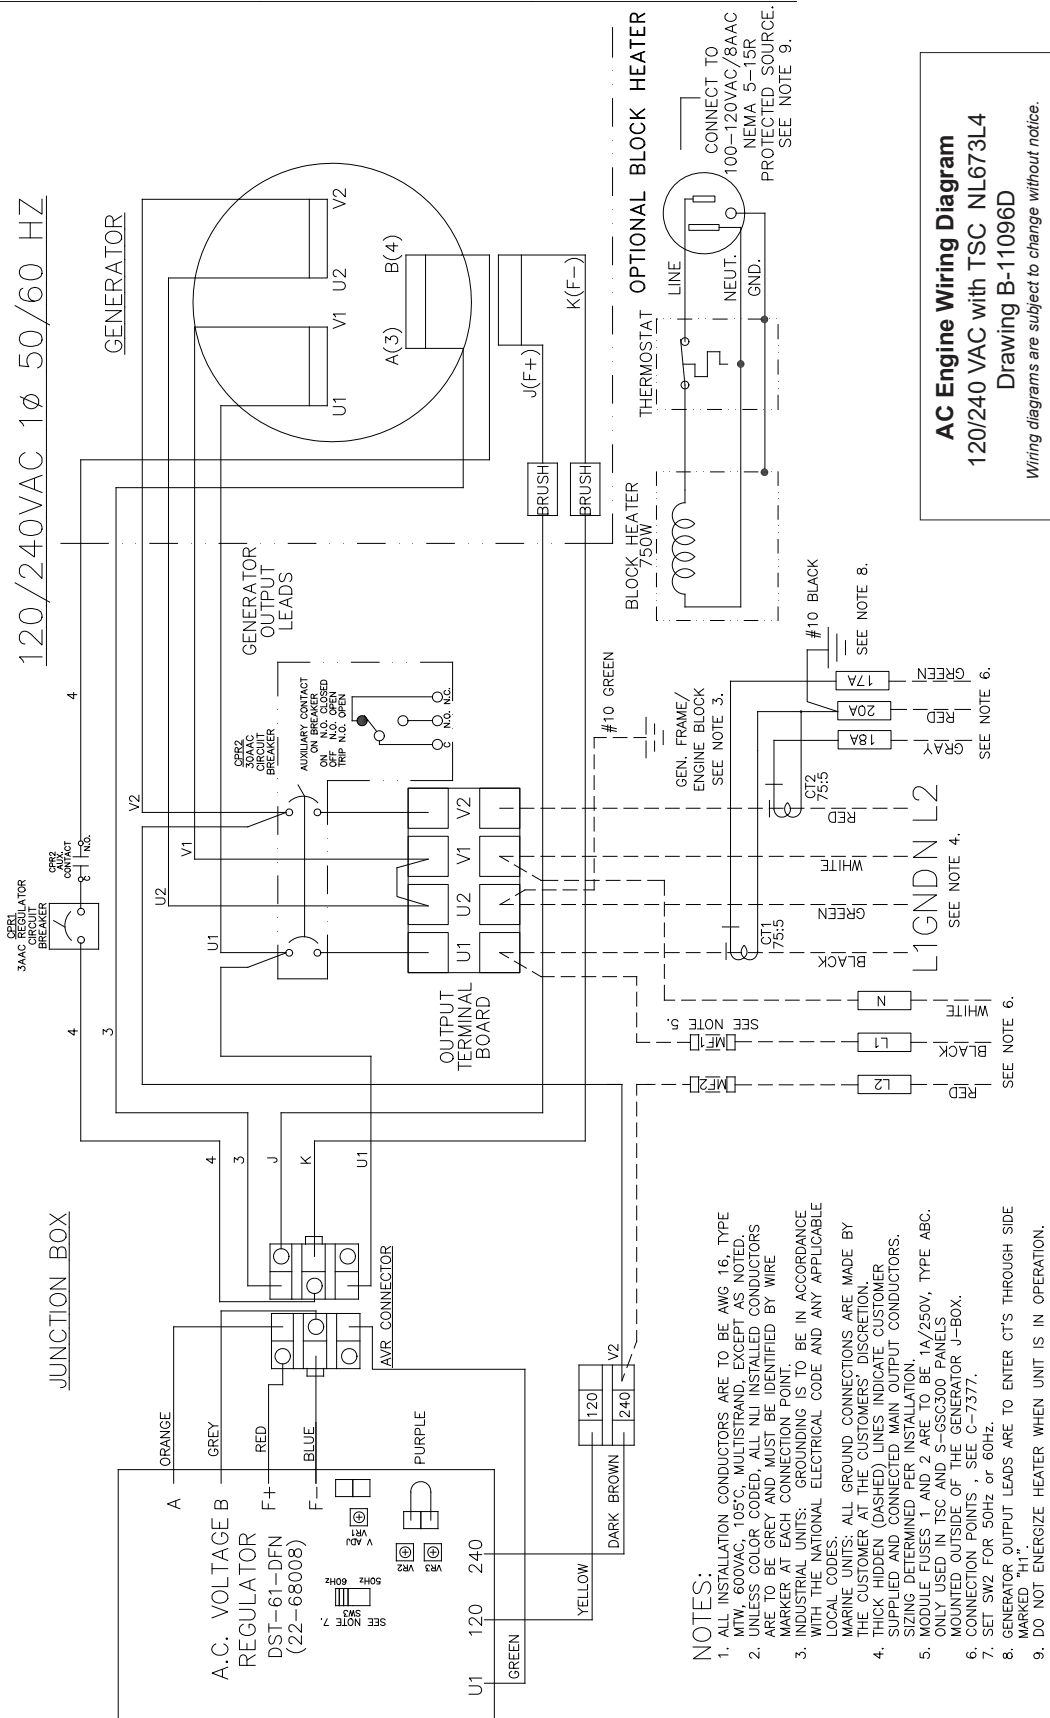 120/240VAC 1ø 50/60 HZ
JUNCTION BOX
GENERATOR
CPR1
3AAC REGULATOR
CIRCUIT
BREAKER
CPR2
AUX.
CONTACT
C
N.O.
4
4
3
V2
V1
U2
U1
CPR2
30AAC
CIRCUIT
BREAKER
GENERATOR
OUTPUT
LEADS
AUXILIARY CONTACT
ON BREAKER
ON N.O. CLOSED
OFF N.O. OPEN
TRIP N.O. OPEN
C
N.O.
N.C.
U1
V1
U2
V2
A(3)
B(4)
J(F+)
K(F-)
BRUSH
BRUSH
4
3
J
K
U1
AVR CONNECTOR
ORANGE
GREY
RED
BLUE
A
B
F+
F-
A.C. VOLTAGE
REGULATOR
DST-61-DFN
(22-68008)
VR1
V ADJ
VR2
VR3
PURPLE
60Hz
50Hz
SW3
SEE NOTE 7.
U1
120
240
GREEN
YELLOW
DARK BROWN
120
240
V2
OUTPUT
TERMINAL
BOARD
U1
U2
V1
V2
#10 GREEN
GEN. FRAME/
ENGINE BLOCK
SEE NOTE 3.
SEE NOTE 5.
MF1
MF2
L2
L1
N
RED
BLACK
WHITE
SEE NOTE 6.
CT1
75:5
CT2
75:5
BLACK
GREEN
WHITE
RED
L1
GND
N
L2
SEE NOTE 4.
18A
20A
17A
GRAY
RED
GREEN
SEE NOTE 6.
#10 BLACK
SEE NOTE 8.
OPTIONAL BLOCK HEATER
BLOCK HEATER
750W
THERMOSTAT
LINE
NEUT.
GND.
CONNECT TO
100-120VAC/8AAC
NEMA 5-15R
PROTECTED SOURCE.
SEE NOTE 9.
NOTES:
1. ALL INSTALLATION CONDUCTORS ARE TO BE AWG 16, TYPE
MTW, 600VAC, 105°C, MULTISTRAND, EXCEPT AS NOTED.
2. UNLESS COLOR CODED, ALL NLI INSTALLED CONDUCTORS
ARE TO BE GREY AND MUST BE IDENTIFIED BY WIRE
MARKER AT EACH CONNECTION POINT.
3. INDUSTRIAL UNITS: GROUNDING IS TO BE IN ACCORDANCE
WITH THE NATIONAL ELECTRICAL CODE AND ANY APPLICABLE
LOCAL CODES.
MARINE UNITS: ALL GROUND CONNECTIONS ARE MADE BY
THE CUSTOMER AT THE CUSTOMERS' DISCRETION.
4. THICK HIDDEN (DASHED) LINES INDICATE CUSTOMER
SUPPLIED AND CONNECTED MAIN OUTPUT CONDUCTORS.
SIZING DETERMINED PER INSTALLATION.
5. MODULE FUSES 1 AND 2 ARE TO BE 1A/250V, TYPE ABC.
ONLY USED IN TSC AND S-GSC300 PANELS
MOUNTED OUTSIDE OF THE GENERATOR J-BOX.
6. CONNECTION POINTS , SEE C-7377.
7. SET SW2 FOR 50Hz or 60Hz.
8. GENERATOR OUTPUT LEADS ARE TO ENTER CT'S THROUGH SIDE
MARKED "H1".
9. DO NOT ENERGIZE HEATER WHEN UNIT IS IN OPERATION.
AC Engine Wiring Diagram
120/240 VAC with TSC NL673L4
Drawing B-11096D
Wiring diagrams are subject to change without notice.